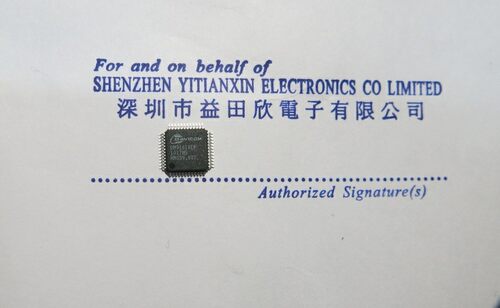 For and on behalf of
SHENZHEN YITIANXIN ELECTRONICS CO LIMITED
深圳市益田欣電子有限公司
Authorized Signature(s)